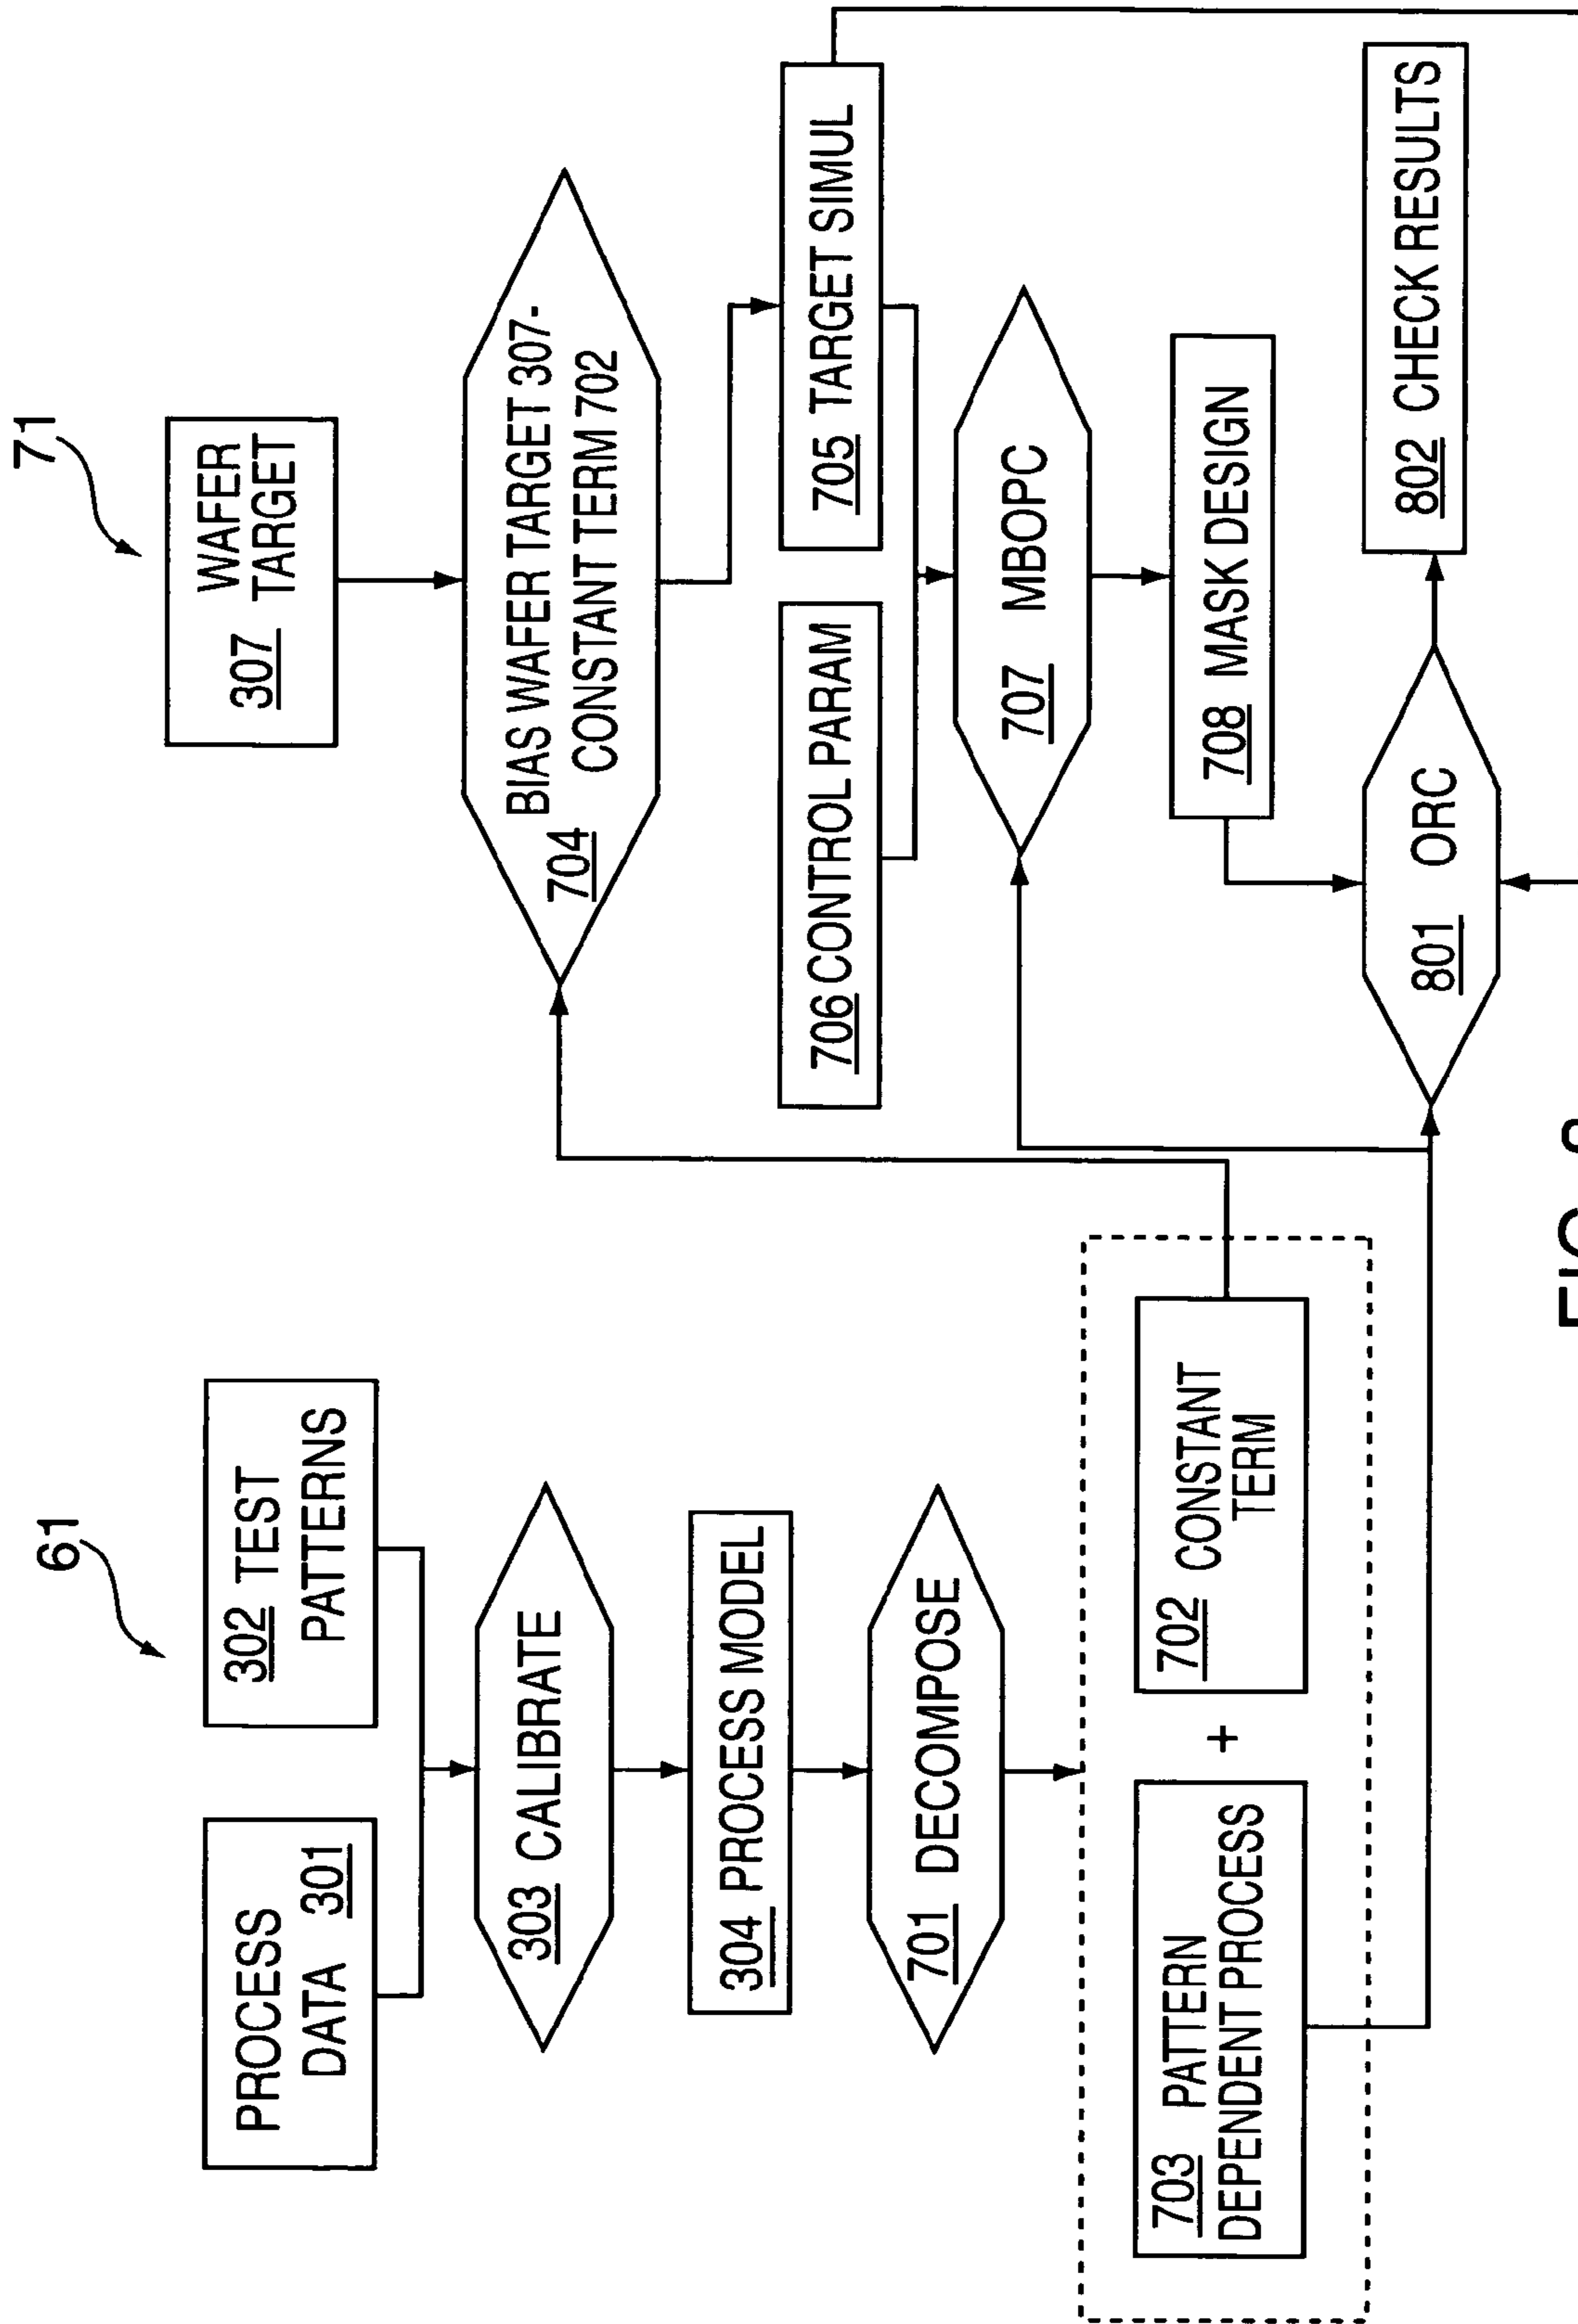 61
PROCESS
DATA 301
302 TEST
PATTERNS
303 CALIBRATE
304 PROCESS MODEL
701 DECOMPOSE
703 PATTERN
DEPENDENT PROCESS
+
702 CONSTANT
TERM
71
WAFER
307 TARGET
BIAS WAFER TARGET 307-
704 CONSTANT TERM 702
706 CONTROL PARAM
705 TARGET SIMUL
707 MBOPC
708 MASK DESIGN
801 ORC
802 CHECK RESULTS
FIG.